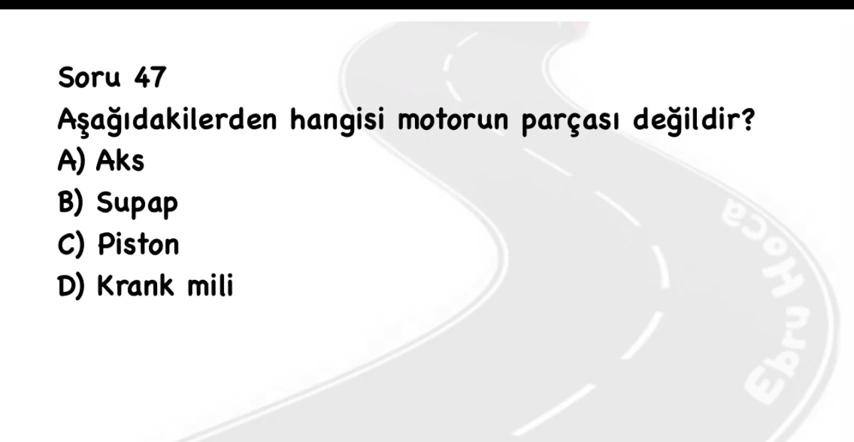 Soru 47
Aşağıdakilerden hangisi motorun parçası değildir?
A) Aks
B) Supap
C) Piston
D) Krank mili
Ebru Hoca